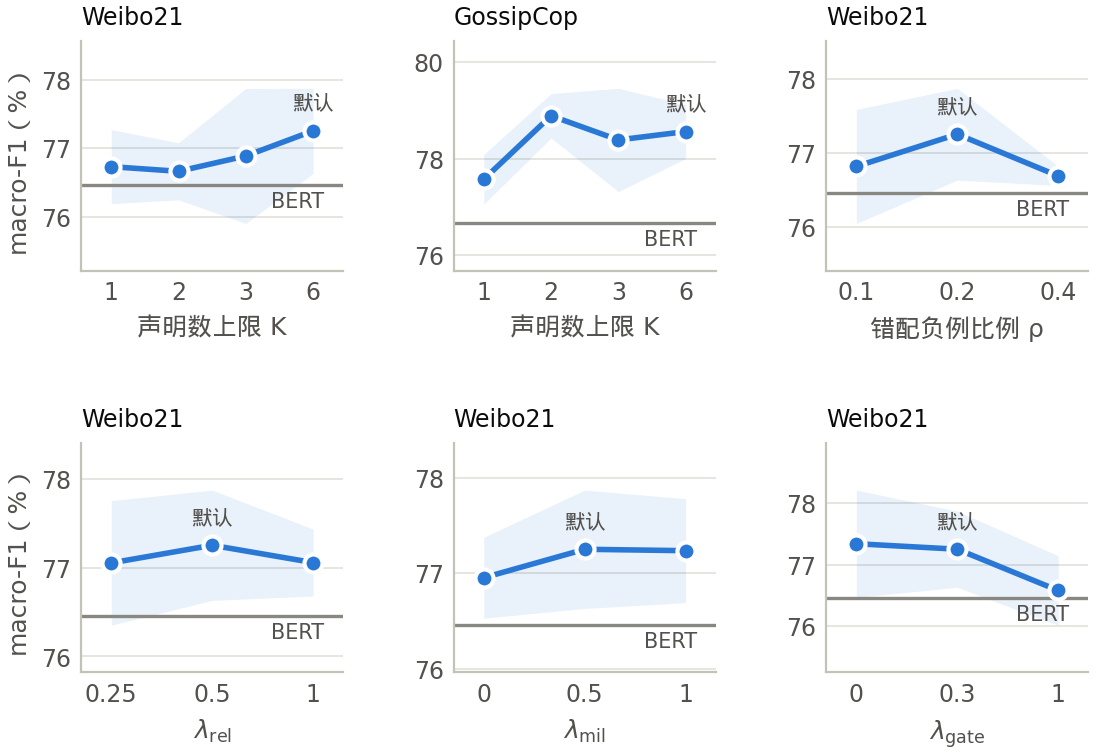 Weibo21
macro-F1（%）
78
77
76
默认
BERT
1 2 3 6
声明数上限 K
GossipCop
80
78
76
默认
BERT
1 2 3 6
声明数上限 K
Weibo21
78
77
76
默认
BERT
0.1 0.2 0.4
错配负例比例 ρ
Weibo21
macro-F1（%）
78
77
76
默认
BERT
0.25 0.5 1
λrel
Weibo21
78
77
76
默认
BERT
0 0.5 1
λmil
Weibo21
78
77
76
默认
BERT
0 0.3 1
λgate